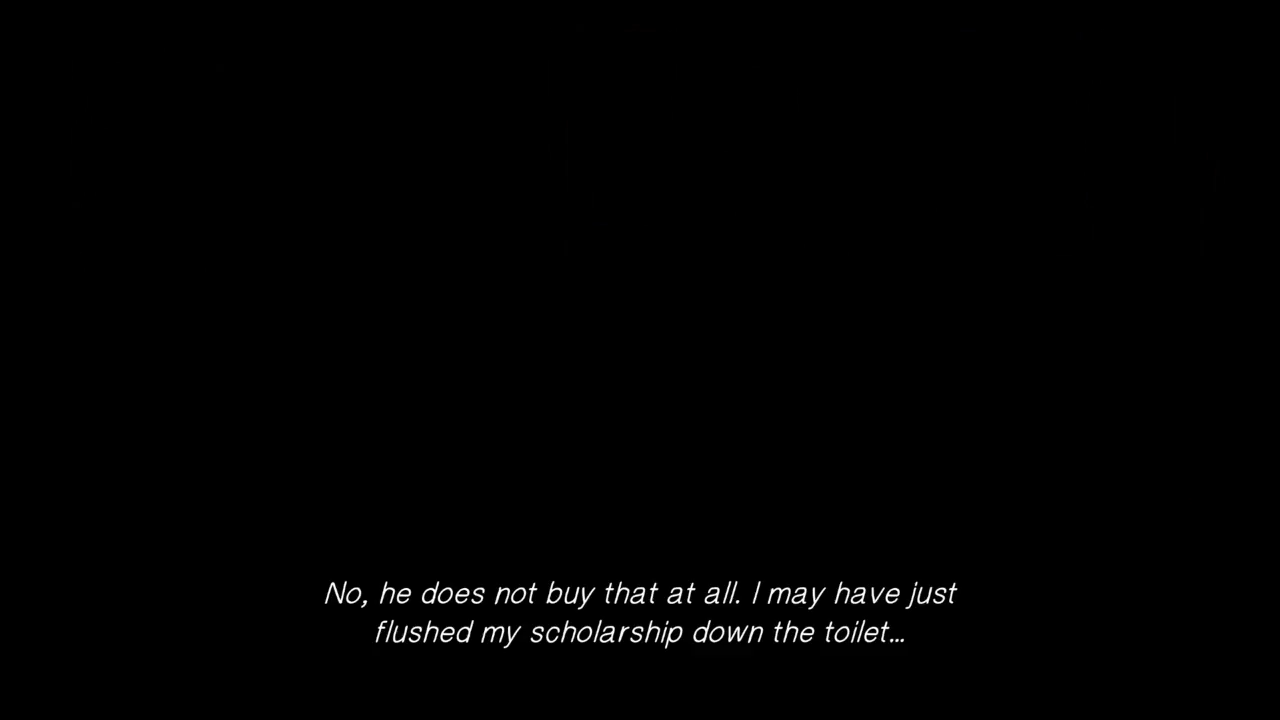 No, he does not buy that at all. I may have just
flushed my scholarship down the toilet...